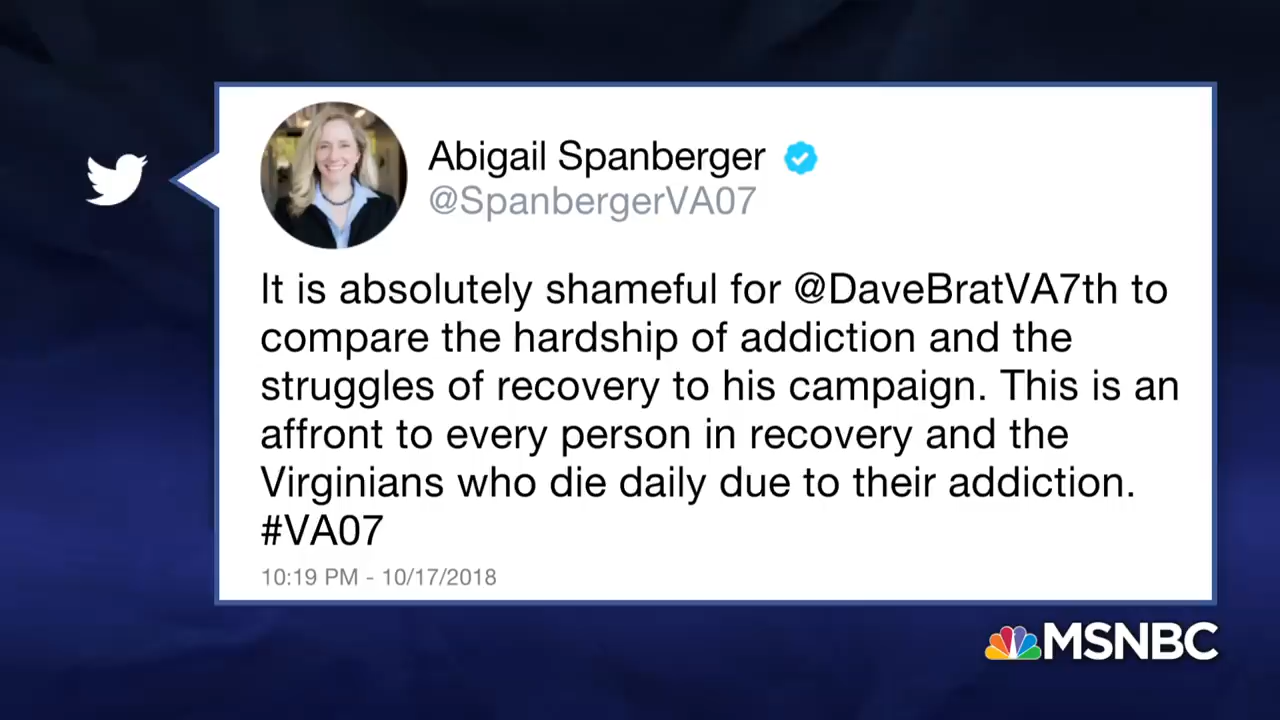 Abigail Spanberger
@SpanbergerVA07
It is absolutely shameful for @DaveBratVA7th to
compare the hardship of addiction and the
struggles of recovery to his campaign. This is an
affront to every person in recovery and the
Virginians who die daily due to their addiction.
#VA07
10:19 PM - 10/17/2018
MSNBC